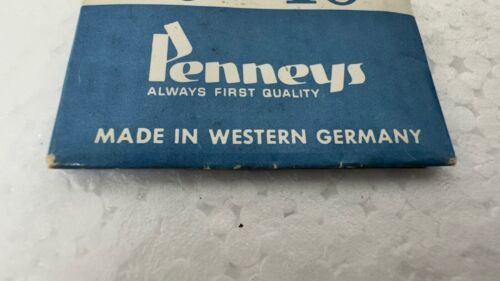 Penneys
ALWAYS FIRST QUALITY
MADE IN WESTERN GERMANY